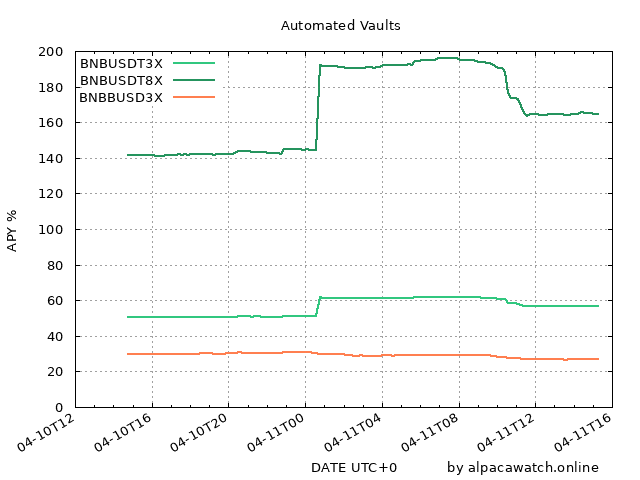 Automated Vaults
BNBUSDT3X
BNBUSDT8X
BNBBUSD3X
APY %
200
180
160
140
120
100
80
60
40
20
0
04-10T12
04-10T16
04-10T20
04-11T00
04-11T04
04-11T08
04-11T12
04-11T16
DATE UTC+0
by alpacawatch.online